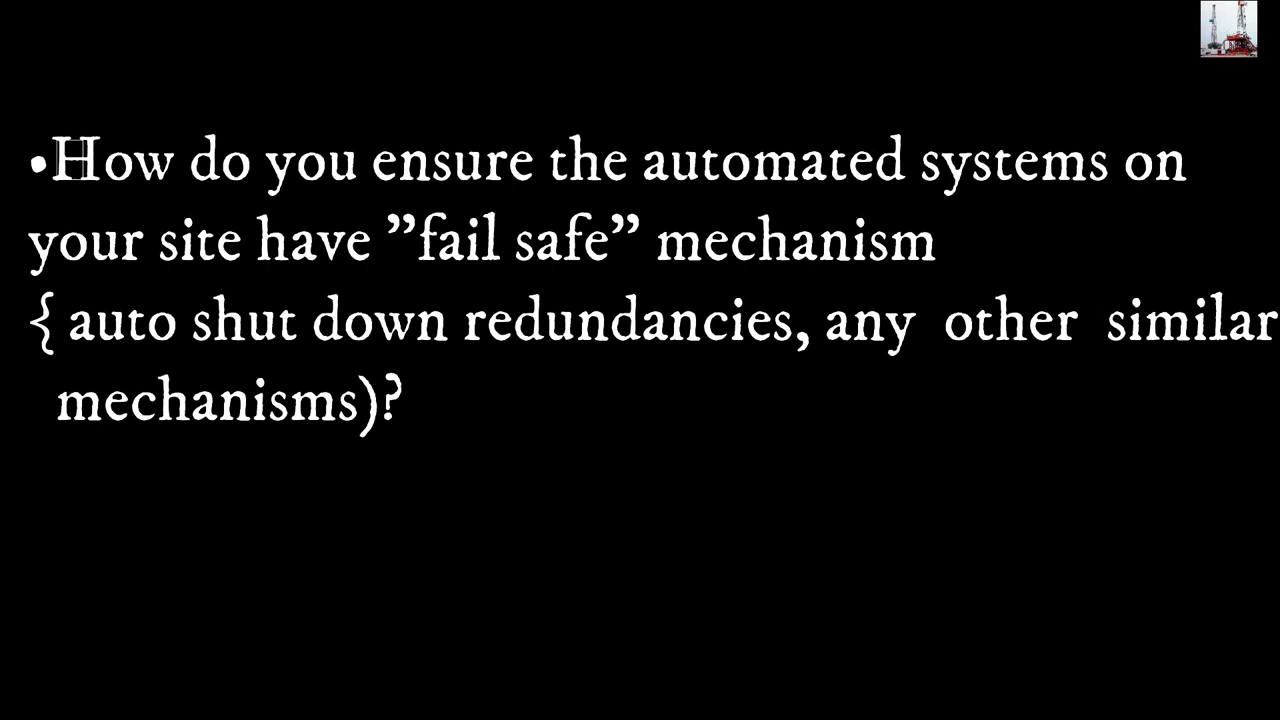 •How do you ensure the automated systems on
your site have ”fail safe” mechanism
{ auto shut down redundancies, any other similar
mechanisms)?